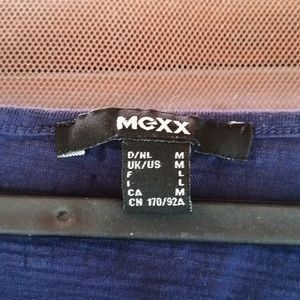 Mexx
D/NL M
UK/US M
F L
I L
CA M
CN 170/92A